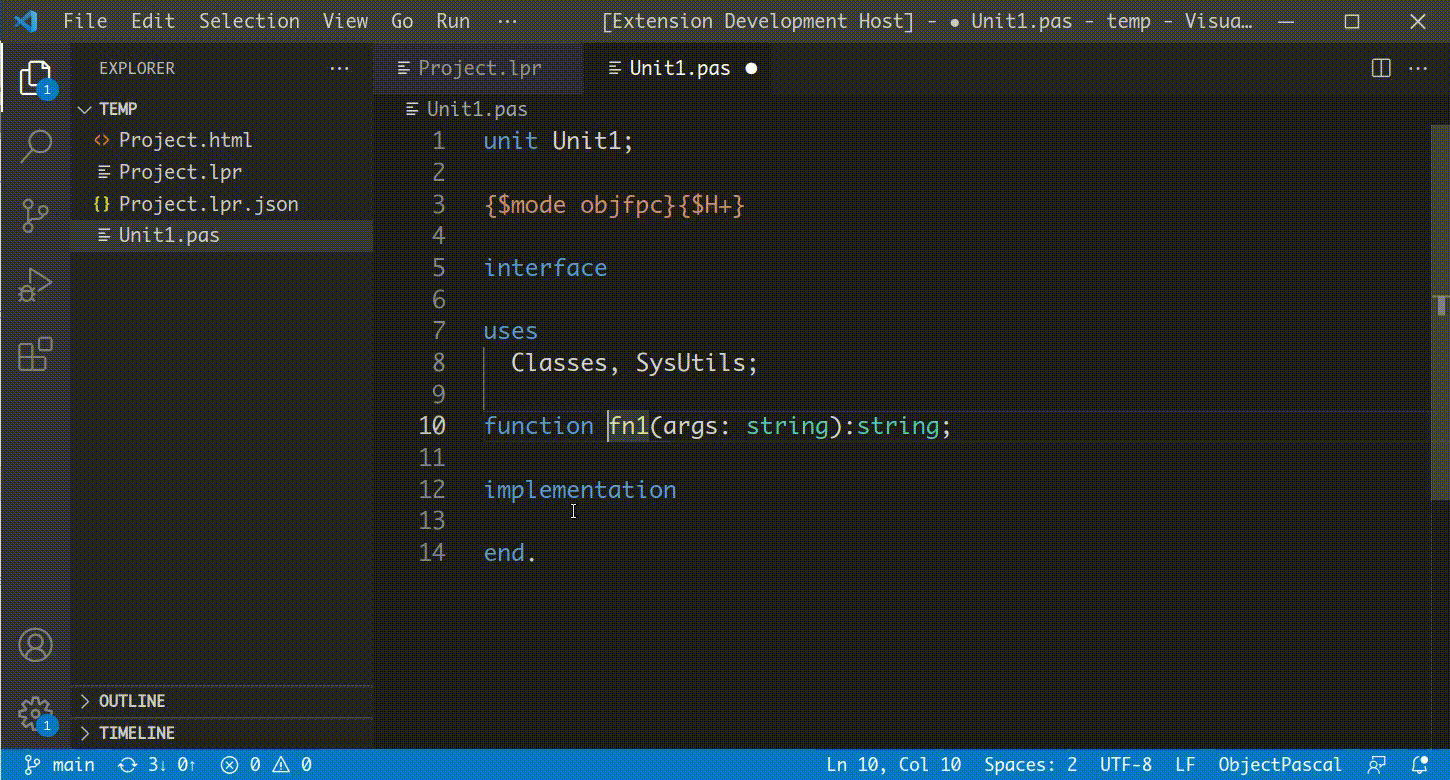 File Edit Selection View Go Run ··· [Extension Development Host] - ● Unit1.pas - temp - Visua...
EXPLORER ···
Project.lpr
Unit1.pas ●
TEMP
Project.html
Project.lpr
{} Project.lpr.json
Unit1.pas
Unit1.pas
1 unit Unit1;
2
3 {$mode objfpc}{$H+}
4
5 interface
6
7 uses
8 Classes, SysUtils;
9
10 function fn1(args: string):string;
11
12 implementation
13
14 end.
1
1
OUTLINE
TIMELINE
main 3↓ 0↑ 0 0 Ln 10, Col 10 Spaces: 2 UTF-8 LF ObjectPascal